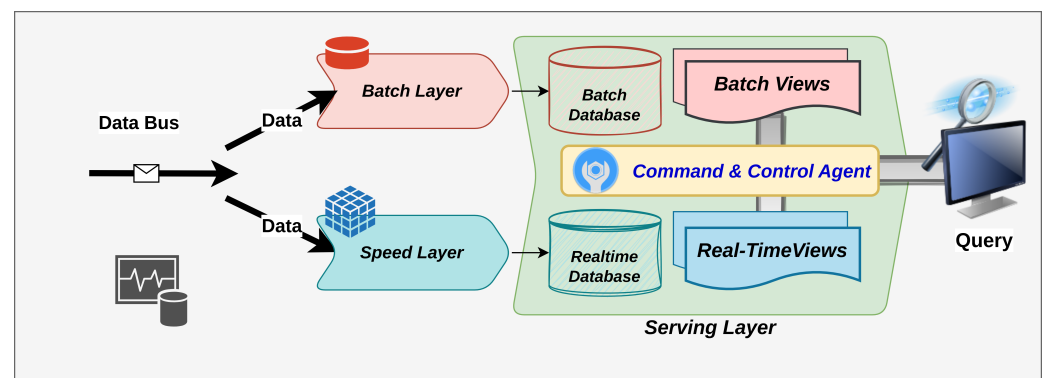 Data Bus
Data
Data
Batch Layer
Speed Layer
Batch
Database
Batch Views
Command & Control Agent
Realtime
Database
Real-TimeViews
Serving Layer
Query